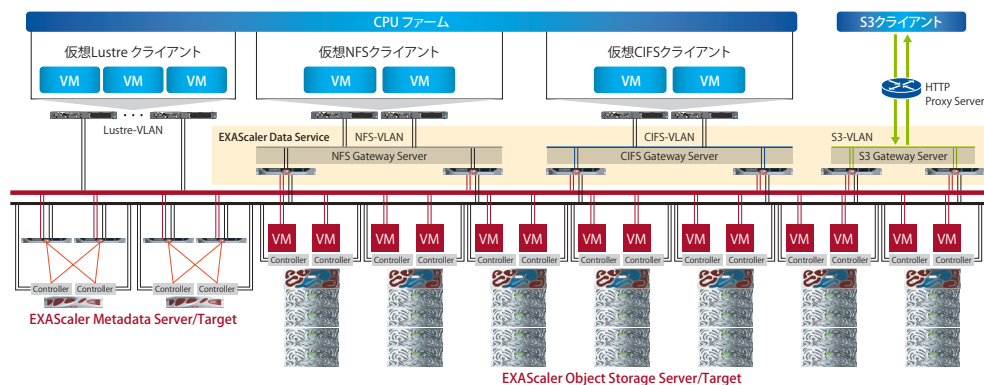 CPU ファーム
S3クライアント
仮想Lustre クライアント
仮想NFSクライアント
仮想CIFSクライアント
VM VM VM
VM VM
VM VM
HTTP
Proxy Server
Lustre-VLAN
EXAScaler Data Service
NFS-VLAN
CIFS-VLAN
S3-VLAN
NFS Gateway Server
CIFS Gateway Server
S3 Gateway Server
VM VM VM VM VM VM VM VM VM VM VM VM VM VM
Controller Controller Controller Controller Controller Controller Controller Controller Controller Controller Controller Controller Controller Controller
Controller Controller Controller Controller
EXAScaler Metadata Server/Target
EXAScaler Object Storage Server/Target